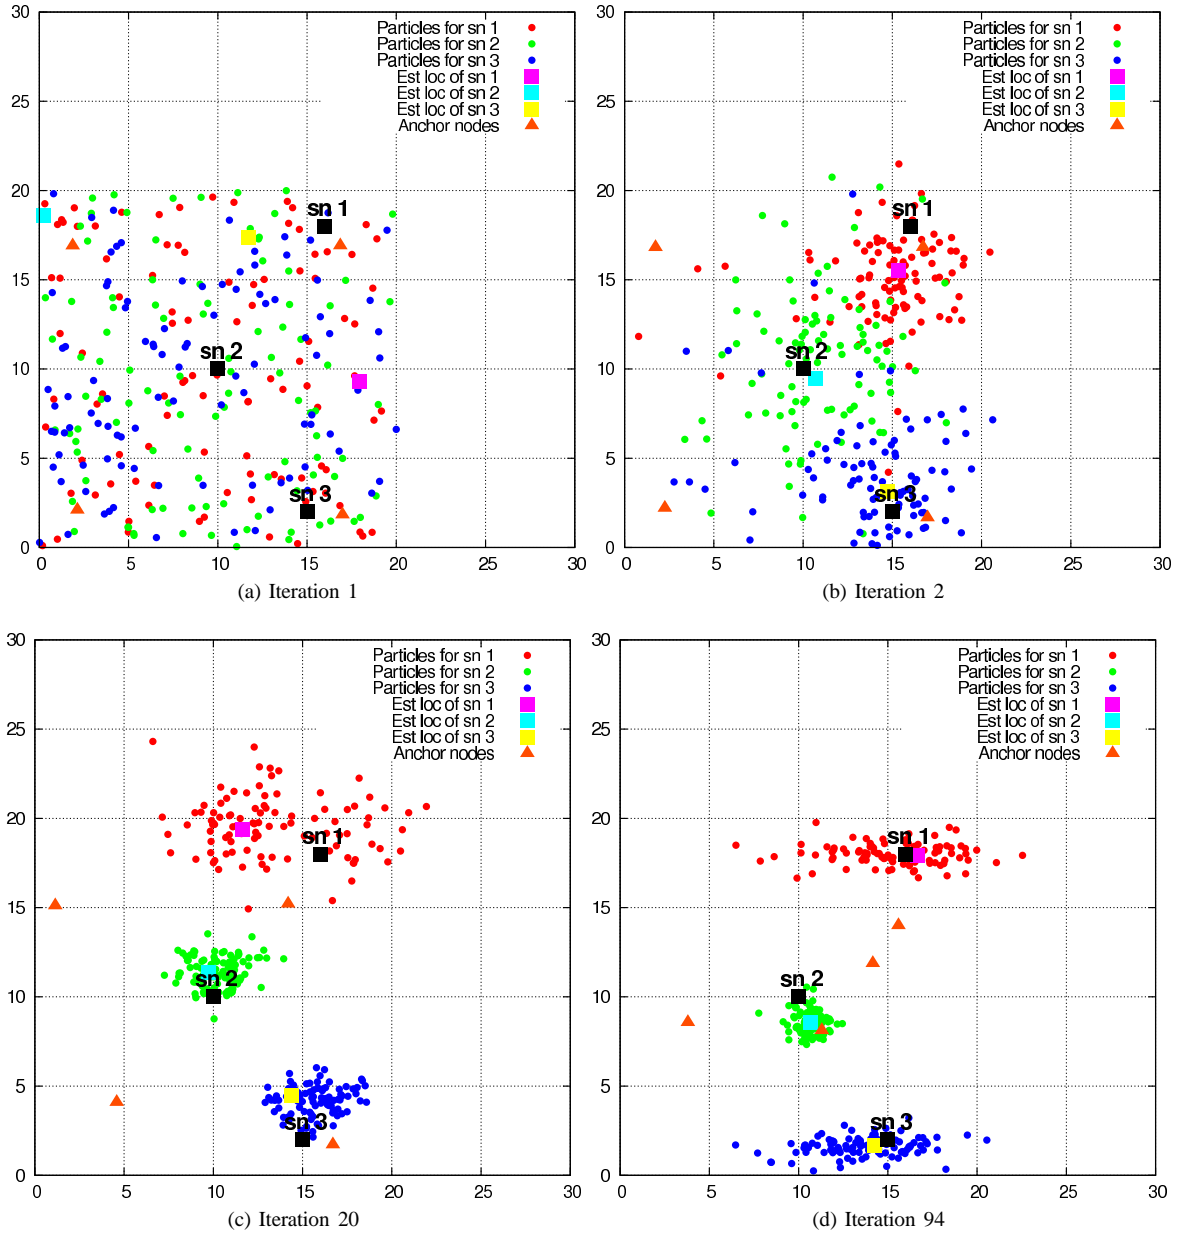 30
25
20
15
10
5
0
0
5
10
15
20
25
30
Particles for sn 1
Particles for sn 2
Particles for sn 3
Est loc of sn 1
Est loc of sn 2
Est loc of sn 3
Anchor nodes
sn 1
sn 2
sn 3
(a) Iteration 1
30
25
20
15
10
5
0
0
5
10
15
20
25
30
Particles for sn 1
Particles for sn 2
Particles for sn 3
Est loc of sn 1
Est loc of sn 2
Est loc of sn 3
Anchor nodes
sn 1
sn 2
sn 3
(b) Iteration 2
30
25
20
15
10
5
0
0
5
10
15
20
25
30
Particles for sn 1
Particles for sn 2
Particles for sn 3
Est loc of sn 1
Est loc of sn 2
Est loc of sn 3
Anchor nodes
sn 1
sn 2
sn 3
(c) Iteration 20
30
25
20
15
10
5
0
0
5
10
15
20
25
30
Particles for sn 1
Particles for sn 2
Particles for sn 3
Est loc of sn 1
Est loc of sn 2
Est loc of sn 3
Anchor nodes
sn 1
sn 2
sn 3
(d) Iteration 94